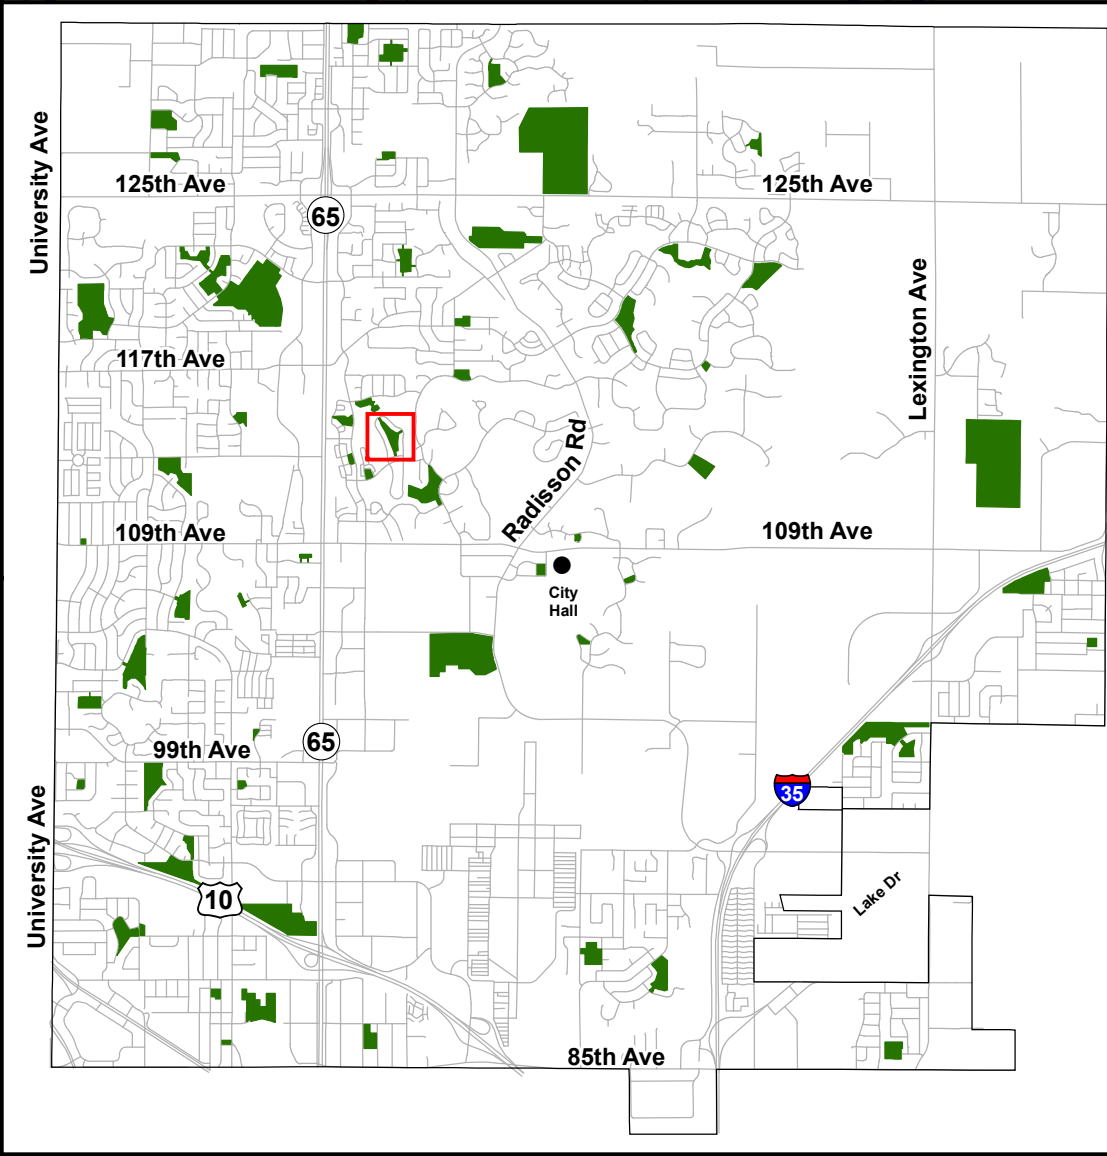 University Ave
125th Ave
125th Ave
65
Lexington Ave
117th Ave
Radisson Rd
109th Ave
109th Ave
City
Hall
99th Ave
65
35
University Ave
10
Lake Dr
85th Ave